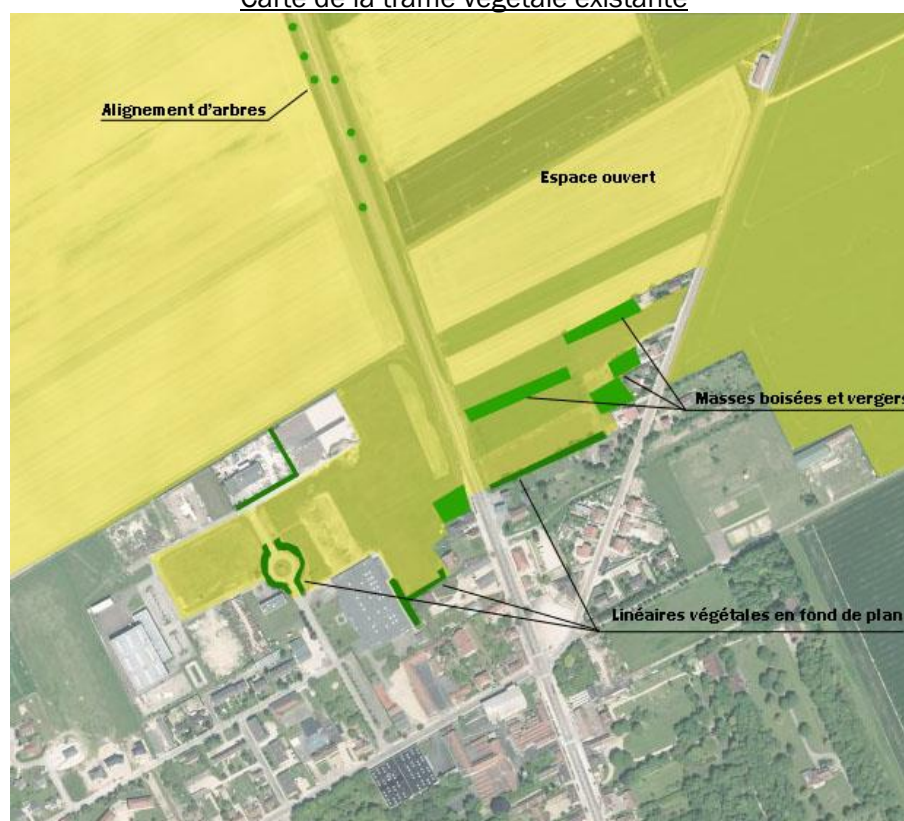 Carte de la trame végétale existante
Alignement d'arbres
Espace ouvert
Masses boisées et vergers
Linéaires végétales en fond de plan